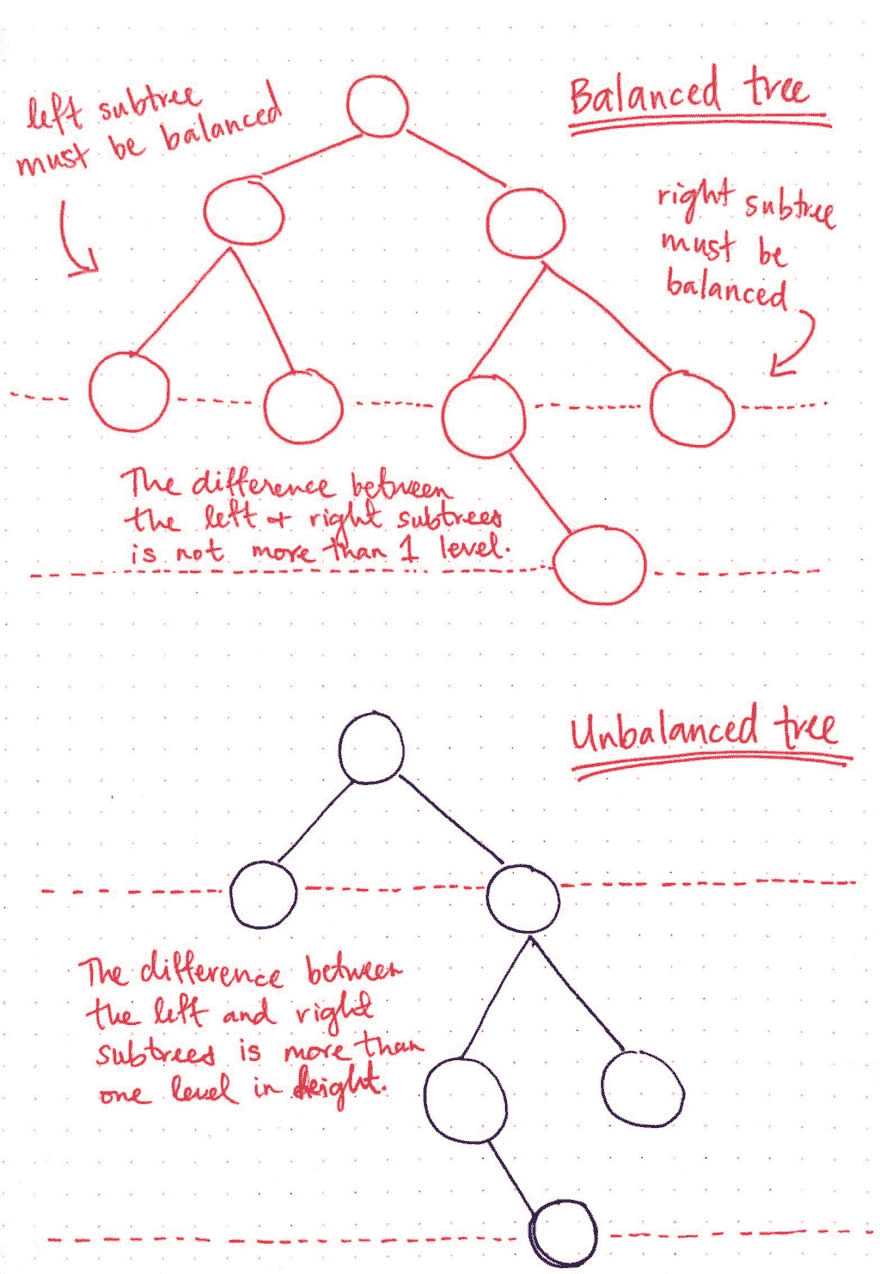 Balanced tree
left subtree
must be balanced
right subtree
must be
balanced
The difference between
the left + right subtrees
is not more than 1 level.
Unbalanced tree
The difference between
the left and right
subtrees is more than
one level in height.